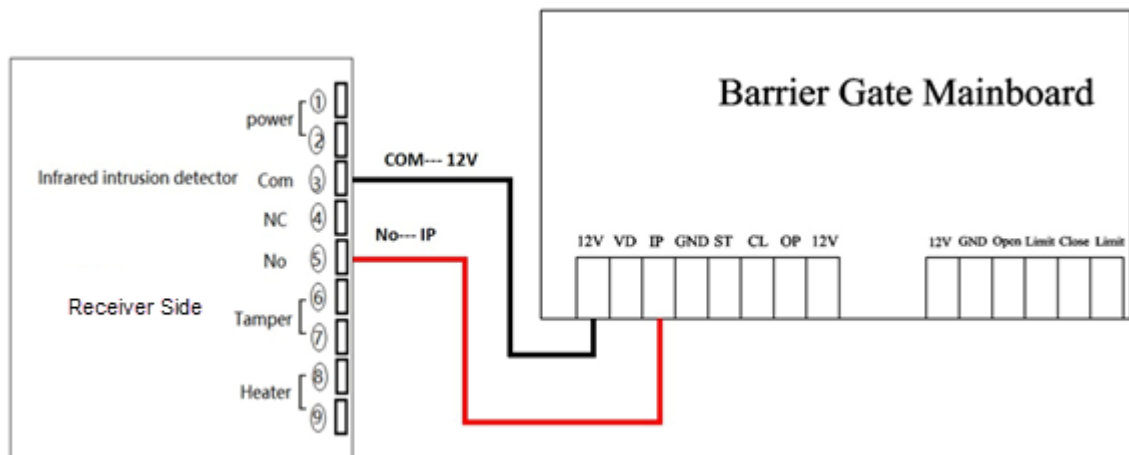 Barrier Gate Mainboard
① power
②
COM--- 12V
Infrared intrusion detector Com ③
NC ④
No--- IP
No ⑤
12V VD IP GND ST CL OP 12V
12V GND Open Limit Close Limit
Receiver Side
⑥
Tamper
⑦
⑧
Heater
⑨